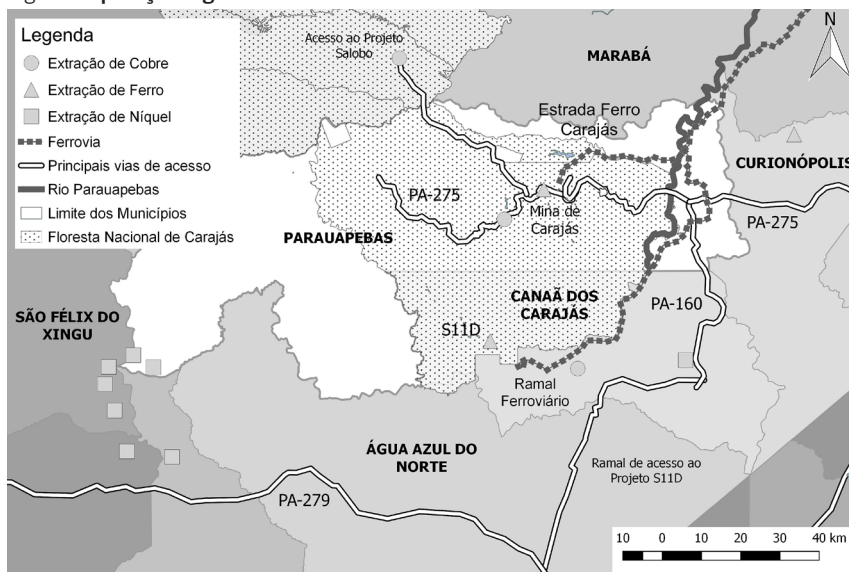 Legenda
Extração de Cobre
Extração de Ferro
Extração de Níquel
Ferrovia
Principais vias de acesso
Rio Parauapebas
Limite dos Municípios
Floresta Nacional de Carajás
Acesso ao Projeto
Salobo
MARABÁ
N
Estrada Ferro
Carajás
CURIONÓPOLIS
PA-275
Mina de
Carajás
PA-275
PARAUAPEBAS
CANAÃ DOS
CARAJÁS
PA-160
SÃO FÉLIX DO
XINGU
S11D
Ramal
Ferroviário
ÁGUA AZUL DO
NORTE
Ramal de acesso ao
Projeto S11D
PA-279
10 0 10 20 30 40 km